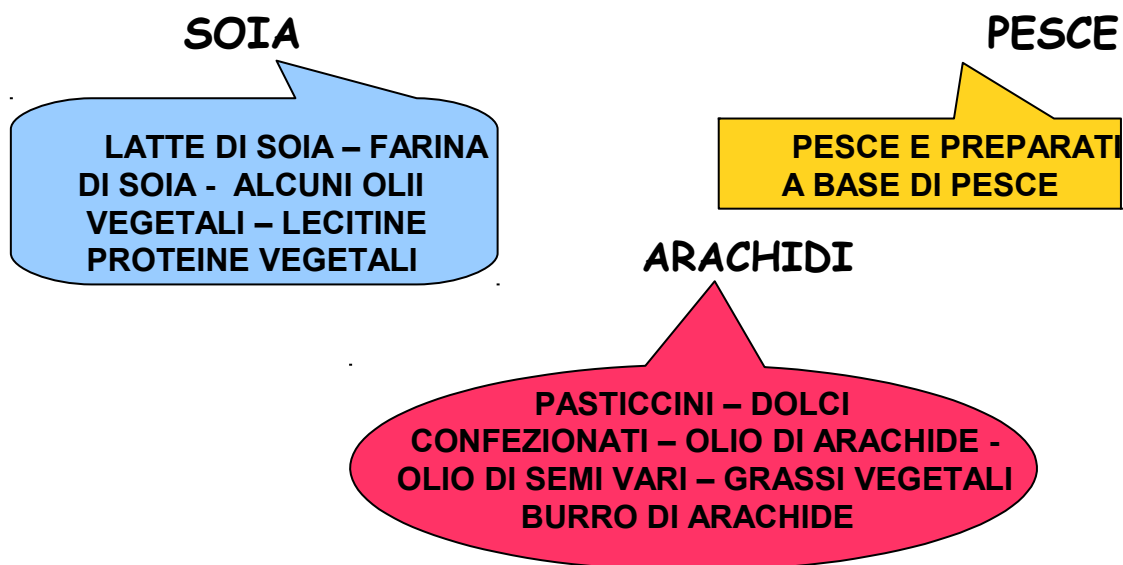 SOIA
LATTE DI SOIA – FARINA
DI SOIA - ALCUNI OLII
VEGETALI – LECITINE
PROTEINE VEGETALI
PESCE
PESCE E PREPARATI
A BASE DI PESCE
ARACHIDI
PASTICCINI – DOLCI
CONFEZIONATI – OLIO DI ARACHIDE -
OLIO DI SEMI VARI – GRASSI VEGETALI
BURRO DI ARACHIDE